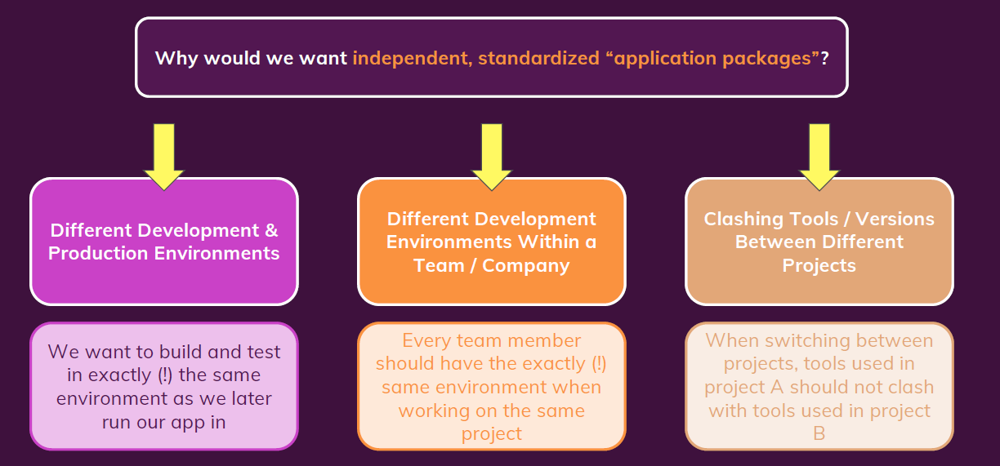 Why would we want independent, standardized “application packages”?
Different Development &
Production Environments
We want to build and test
in exactly (!) the same
environment as we later
run our app in
Different Development
Environments Within a
Team / Company
Every team member
should have the exactly (!)
same environment when
working on the same
project
Clashing Tools / Versions
Between Different
Projects
When switching between
projects, tools used in
project A should not clash
with tools used in project
B